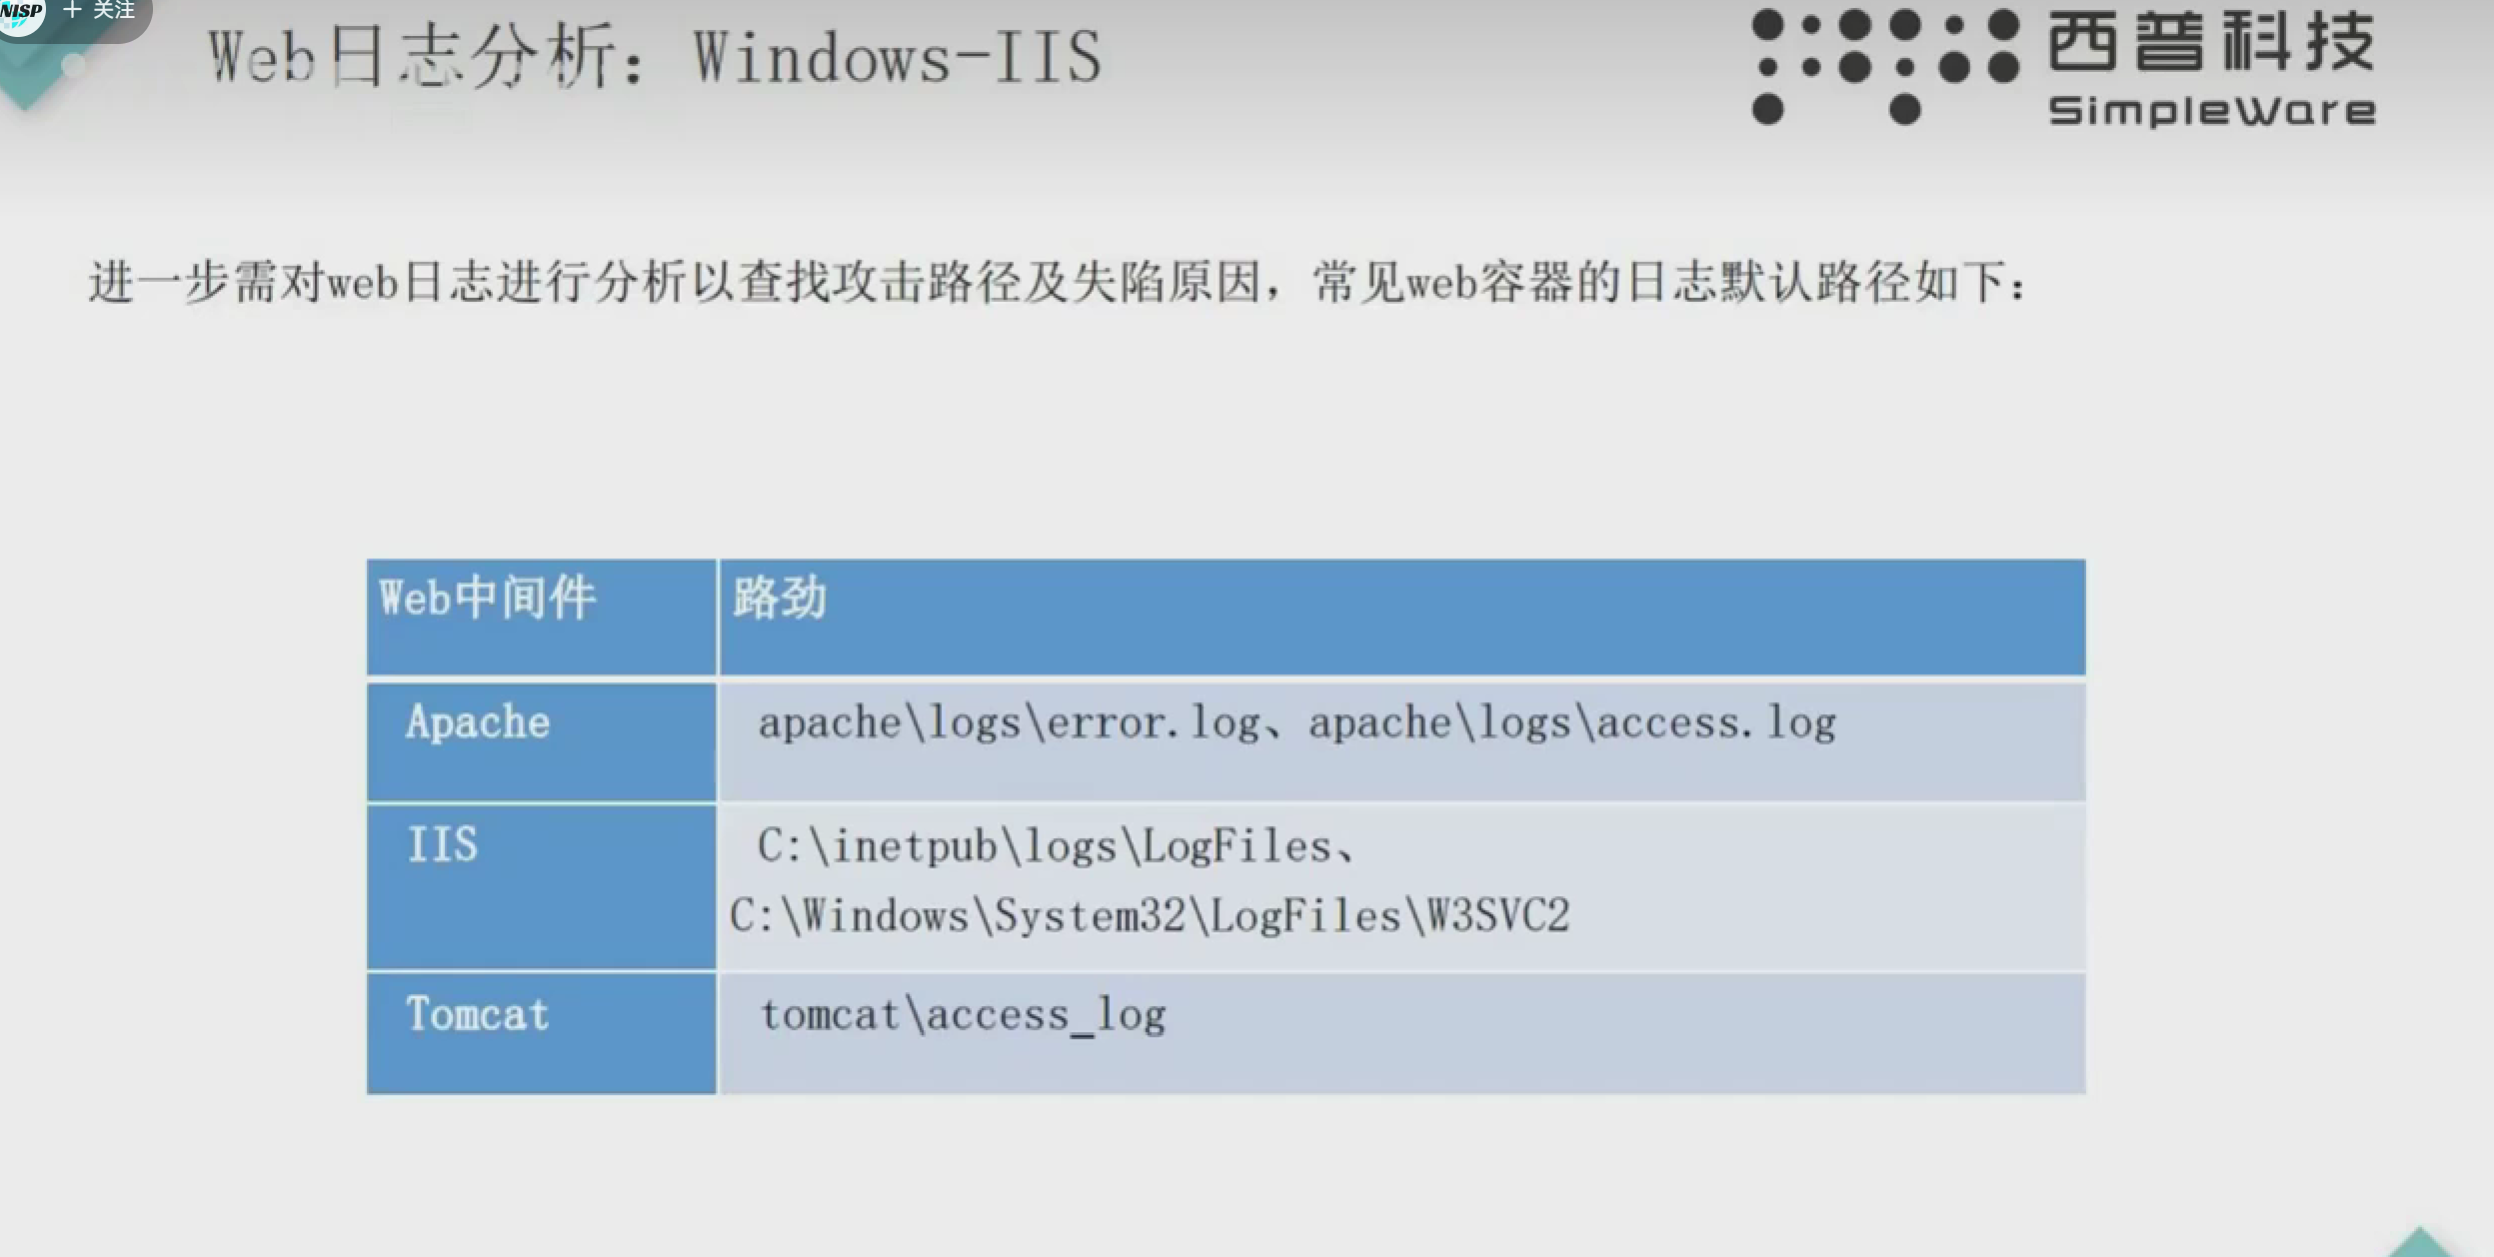 NISP + 关注
Web日志分析：Windows-IIS
西普科技
SimpleWare
进一步需对web日志进行分析以查找攻击路径及失陷原因，常见web容器的日志默认路径如下：
Web中间件 路劲
Apache apache\logs\error.log、apache\logs\access.log
IIS C:\inetpub\logs\LogFiles、
C:\Windows\System32\LogFiles\W3SVC2
Tomcat tomcat\access_log